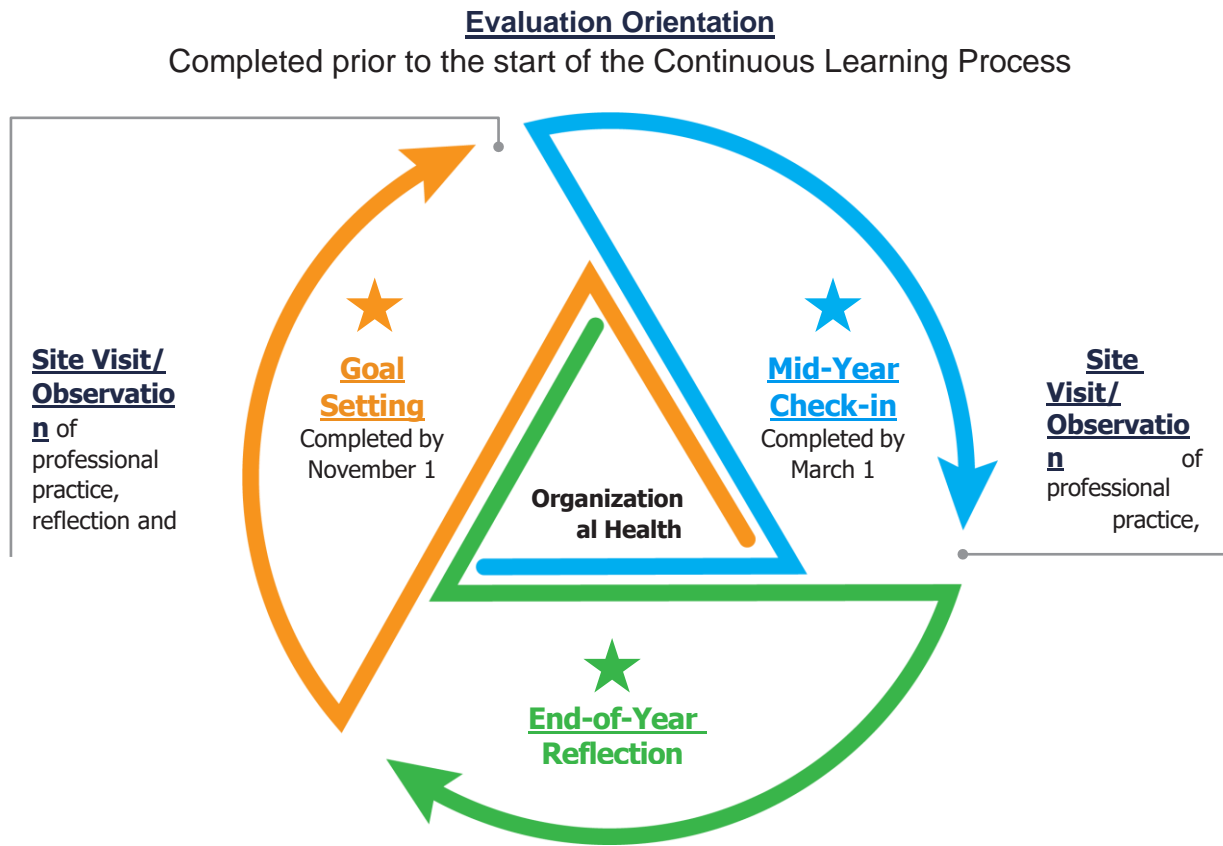 Evaluation Orientation
Completed prior to the start of the Continuous Learning Process
Site Visit/
Observatio
n of
professional
practice,
reflection and
Goal
Setting
Completed by
November 1
Mid-Year
Check-in
Completed by
March 1
Site
Visit/
Observatio
n of
professional
practice,
Organization
al Health
End-of-Year
Reflection